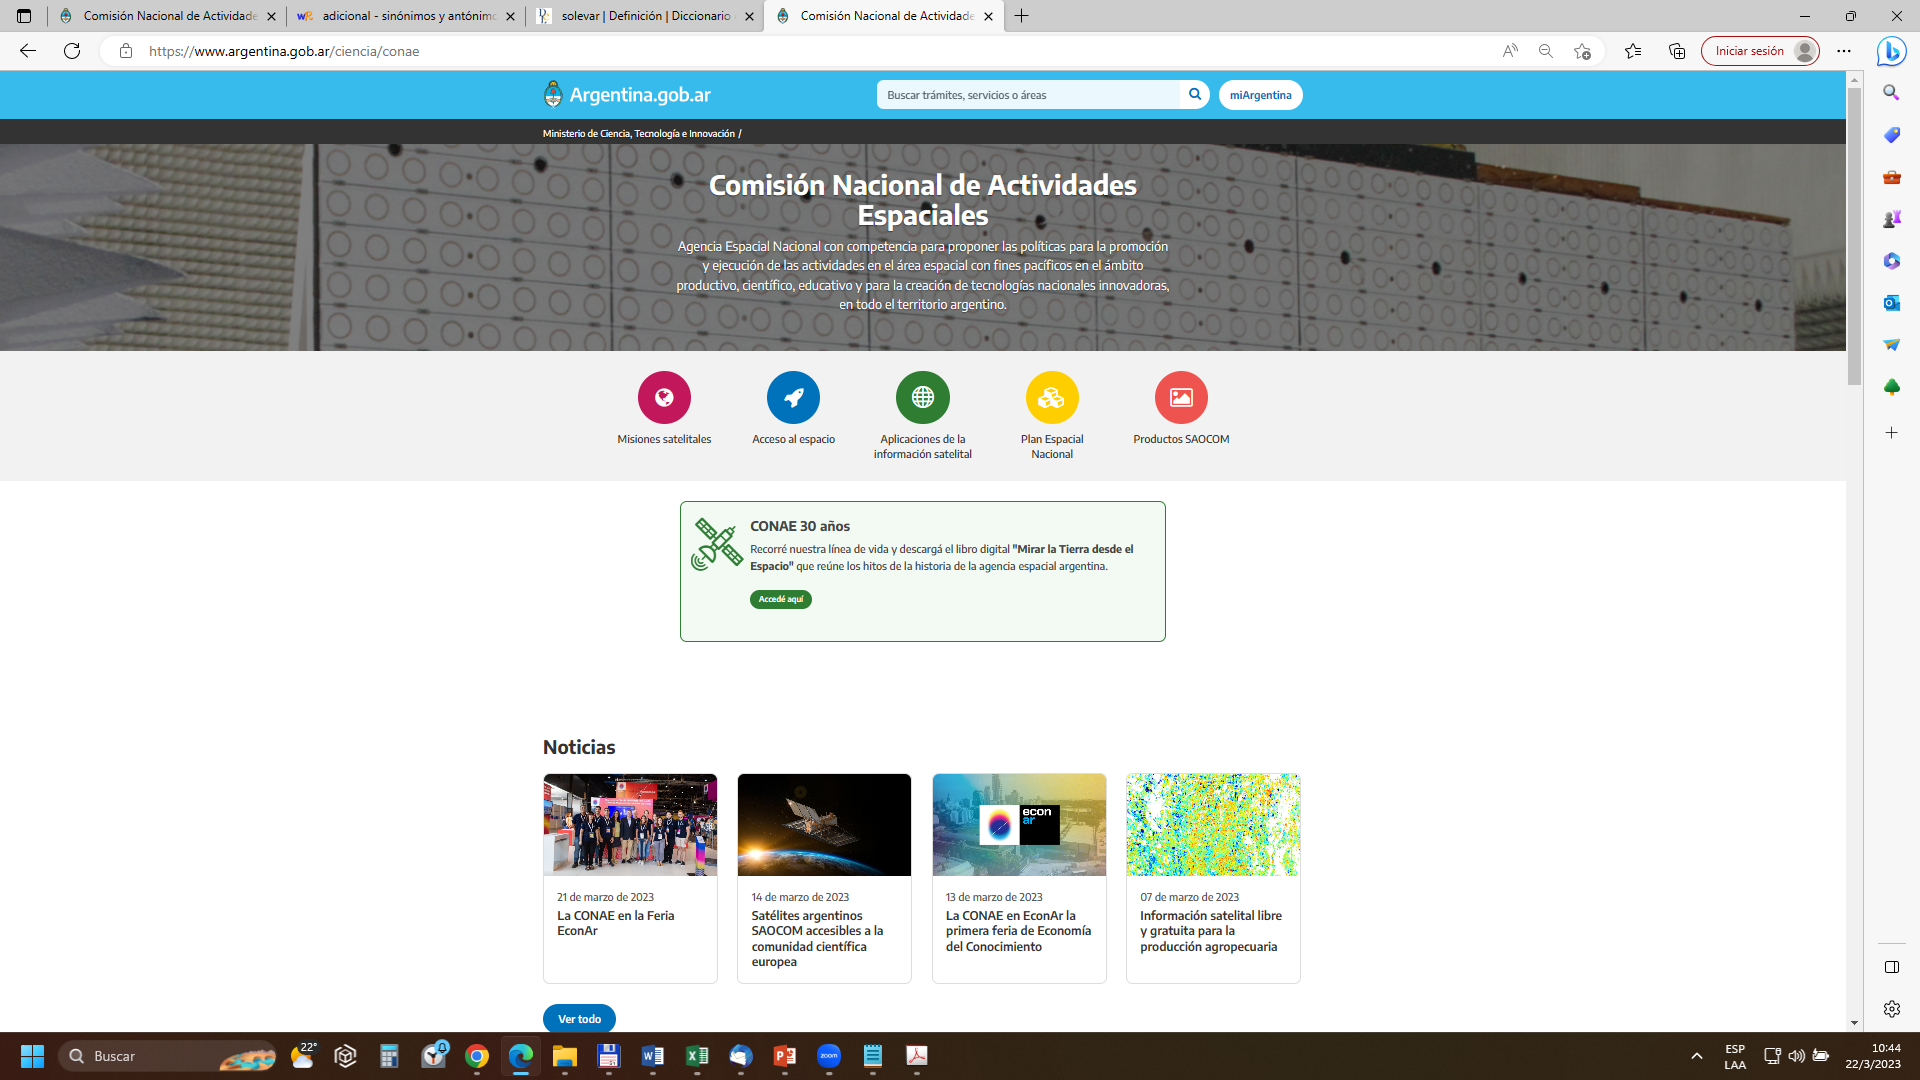 Comisión Nacional de Actividade
adicional - sinónimos y antónimo
solevar | Definición | Diccionario
Comisión Nacional de Actividade
https://www.argentina.gob.ar/ciencia/conae
Iniciar sesión
Argentina.gob.ar
Buscar trámites, servicios o áreas
miArgentina
Ministerio de Ciencia, Tecnología e Innovación /
Comisión Nacional de Actividades
Espaciales
Agencia Espacial Nacional con competencia para proponer las políticas para la promoción
y ejecución de las actividades en el área espacial con fines pacíficos en el ámbito
productivo, científico, educativo y para la creación de tecnologías nacionales innovadoras,
en todo el territorio argentino.
Misiones satelitales
Acceso al espacio
Aplicaciones de la
información satelital
Plan Espacial
Nacional
Productos SAOCOM
CONAE 30 años
Recorré nuestra línea de vida y descargá el libro digital "Mirar la Tierra desde el
Espacio" que reúne los hitos de la historia de la agencia espacial argentina.
Accedé aquí
Noticias
econ
ar
21 de marzo de 2023
La CONAE en la Feria
EconAr
14 de marzo de 2023
Satélites argentinos
SAOCOM accesibles a la
comunidad científica
europea
13 de marzo de 2023
La CONAE en EconAr la
primera feria de Economía
del Conocimiento
07 de marzo de 2023
Información satelital libre
y gratuita para la
producción agropecuaria
Ver todo
Buscar
22°
zoom
ESP
LAA
10:44
22/3/2023